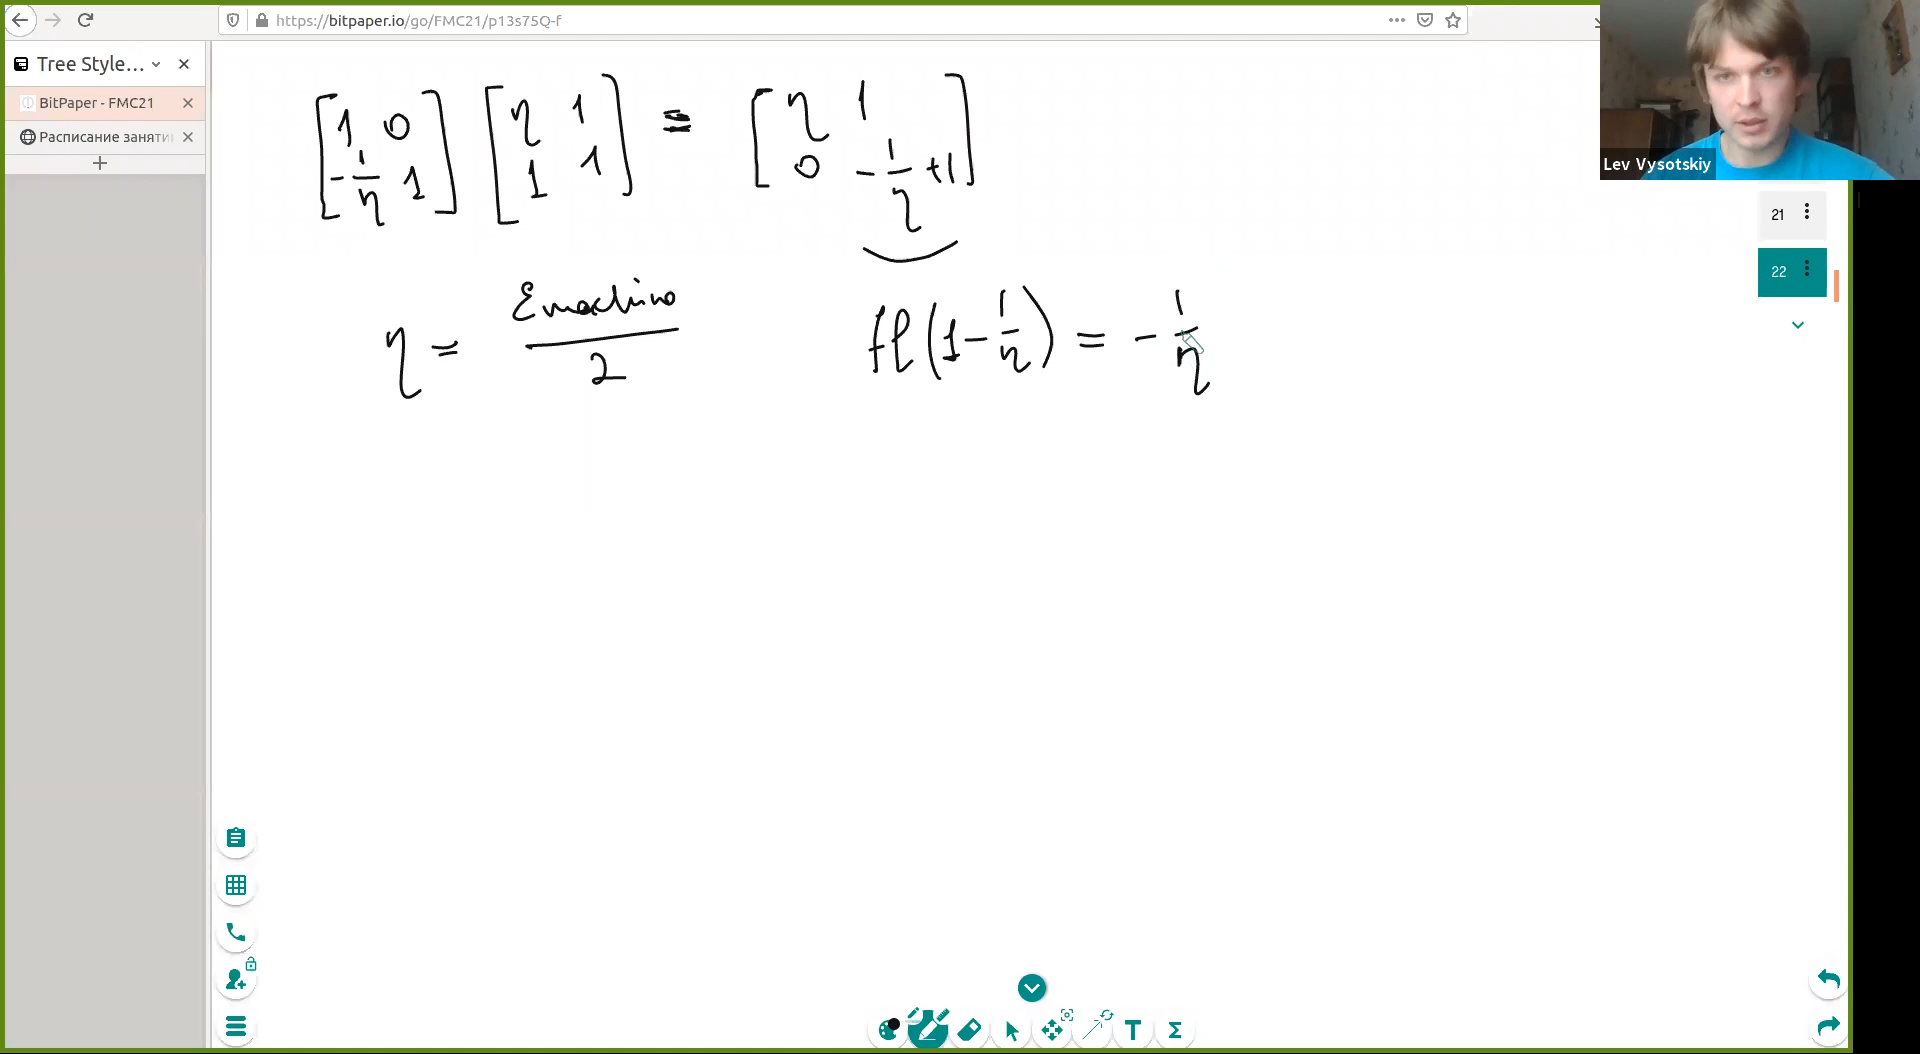 https://bitpaper.io/go/FMC21/p13s75Q-f
Tree Style...
BitPaper - FMC21
Расписание заняти
[1 0; -1/η 1] [η 1; 1 1] = [η 1; 0 -1/η +1]
η = ε machine / 2
fl(1 - 1/η) = - 1/η
Lev Vysotskiy
21
22
T
Σ